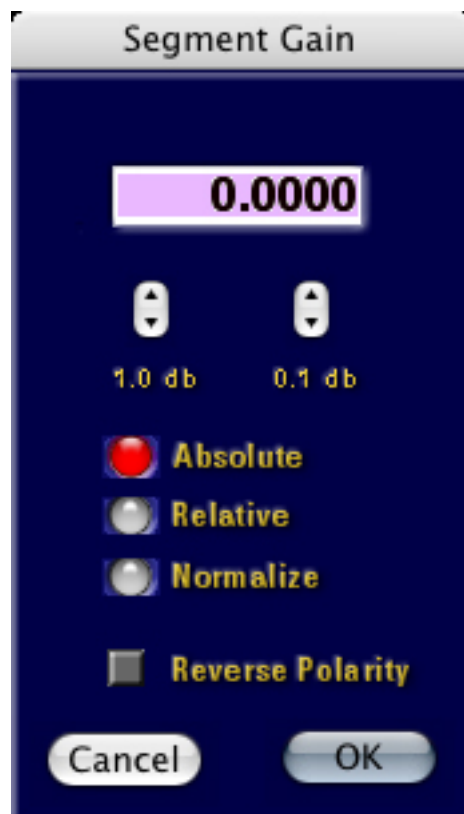 Segment Gain
0.0000
1.0 db 0.1 db
Absolute
Relative
Normalize
Reverse Polarity
Cancel OK